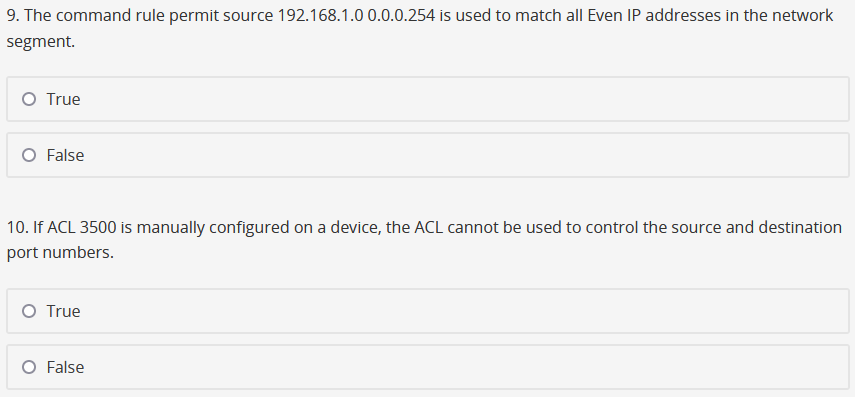 9. The command rule permit source 192.168.1.0 0.0.0.254 is used to match all Even IP addresses in the network
segment.
True
False
10. If ACL 3500 is manually configured on a device, the ACL cannot be used to control the source and destination
port numbers.
True
False